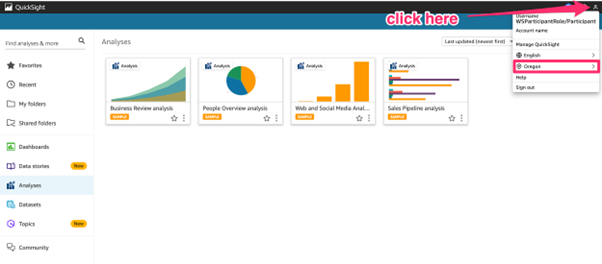 QuickSight
click here
Username
WSParticipantRole/Participant
Account name
Manage QuickSight
English
Oregon
Help
Sign out
Find analyses & more
Favorites
Recent
My folders
Shared folders
Dashboards
Data stories New
Analyses
Datasets
Topics New
Community
Analyses
Last updated (newest first)
Analysis
Business Review analysis
SAMPLE
Analysis
People Overview analysis
SAMPLE
Analysis
Web and Social Media Anal...
SAMPLE
Analysis
Sales Pipeline analysis
SAMPLE